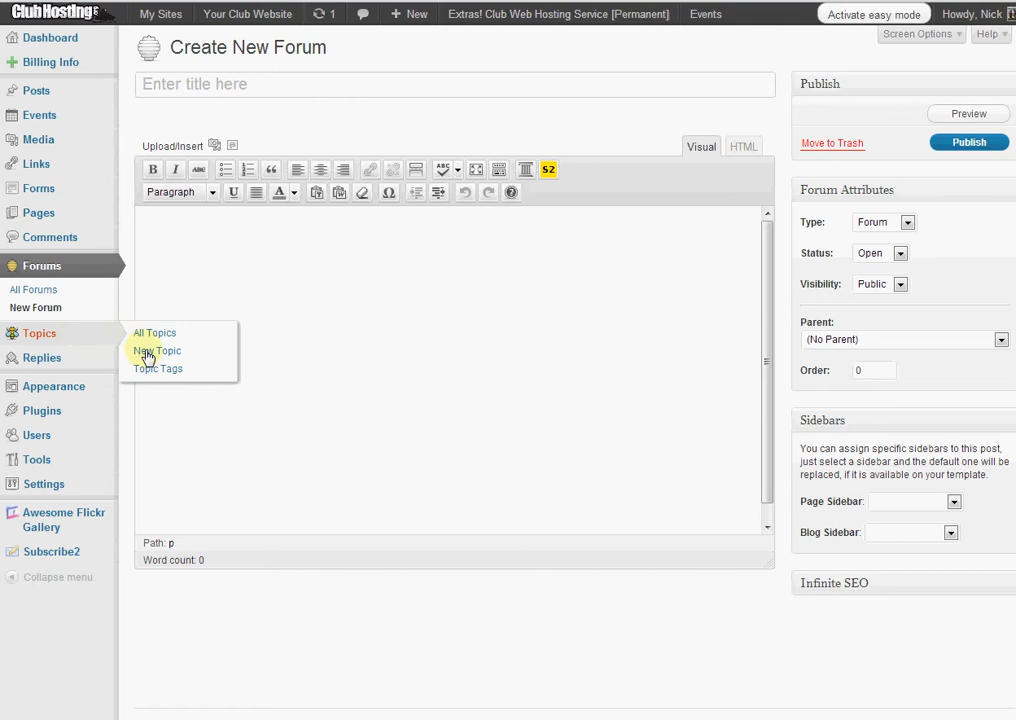 ClubHosting
My Sites
Your Club Website
1
+ New
Extras! Club Web Hosting Service [Permanent]
Events
Activate easy mode
Howdy, Nick
Screen Options
Help
Dashboard
Billing Info
Posts
Events
Media
Links
Forms
Pages
Comments
Forums
All Forums
New Forum
Topics
Replies
Appearance
Plugins
Users
Tools
Settings
Awesome Flickr
Gallery
Subscribe2
Collapse menu
All Topics
New Topic
Topic Tags
Create New Forum
Enter title here
Upload/Insert
Visual
HTML
B I ABC
ABC
S2
Paragraph
U
A
Ω
Path: p
Word count: 0
Publish
Preview
Move to Trash
Publish
Forum Attributes
Type: Forum
Status: Open
Visibility: Public
Parent:
(No Parent)
Order: 0
Sidebars
You can assign specific sidebars to this post,
just select a sidebar and the default one will be
replaced, if it is available on your template.
Page Sidebar:
Blog Sidebar:
Infinite SEO